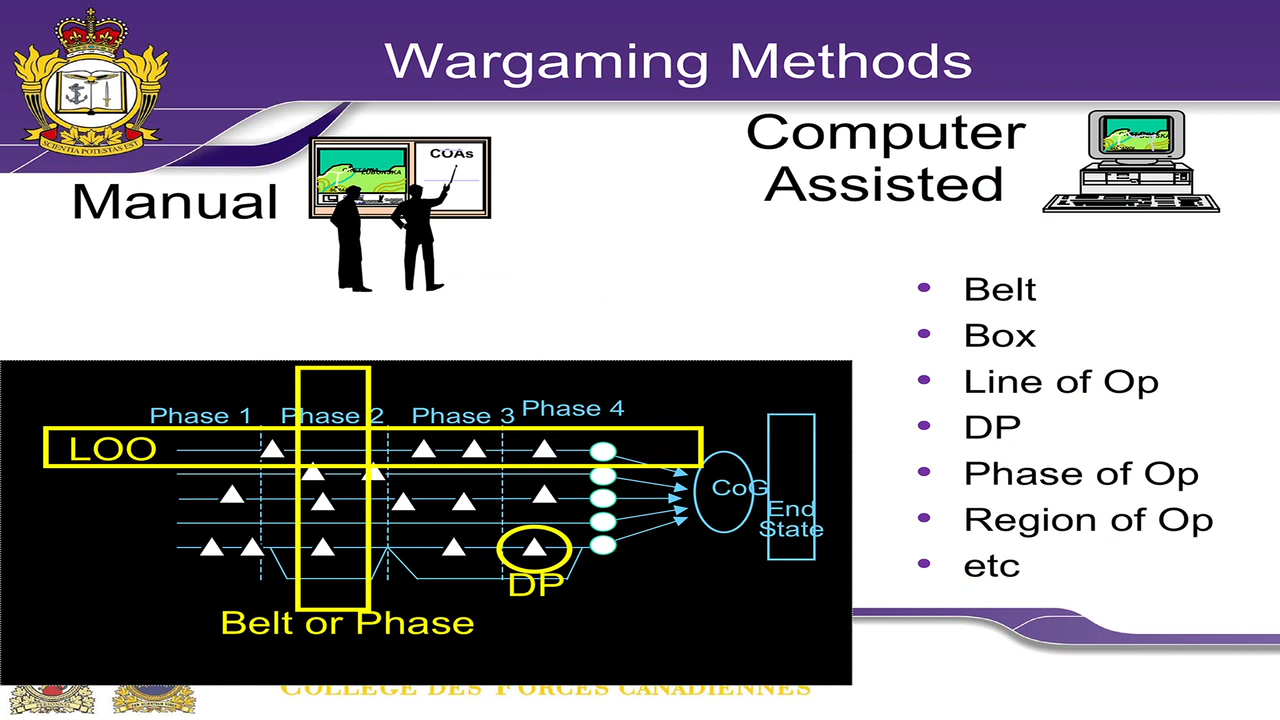 Wargaming Methods
SCIENTIA POTESTAS EST
Manual
COAs
Computer
Assisted
Belt
Box
Line of Op
DP
Phase of Op
Region of Op
etc
Phase 1
Phase 2
Phase 3
Phase 4
LOO
CoG
End
State
DP
Belt or Phase
COLLÈGE DES FORCES CANADIENNES